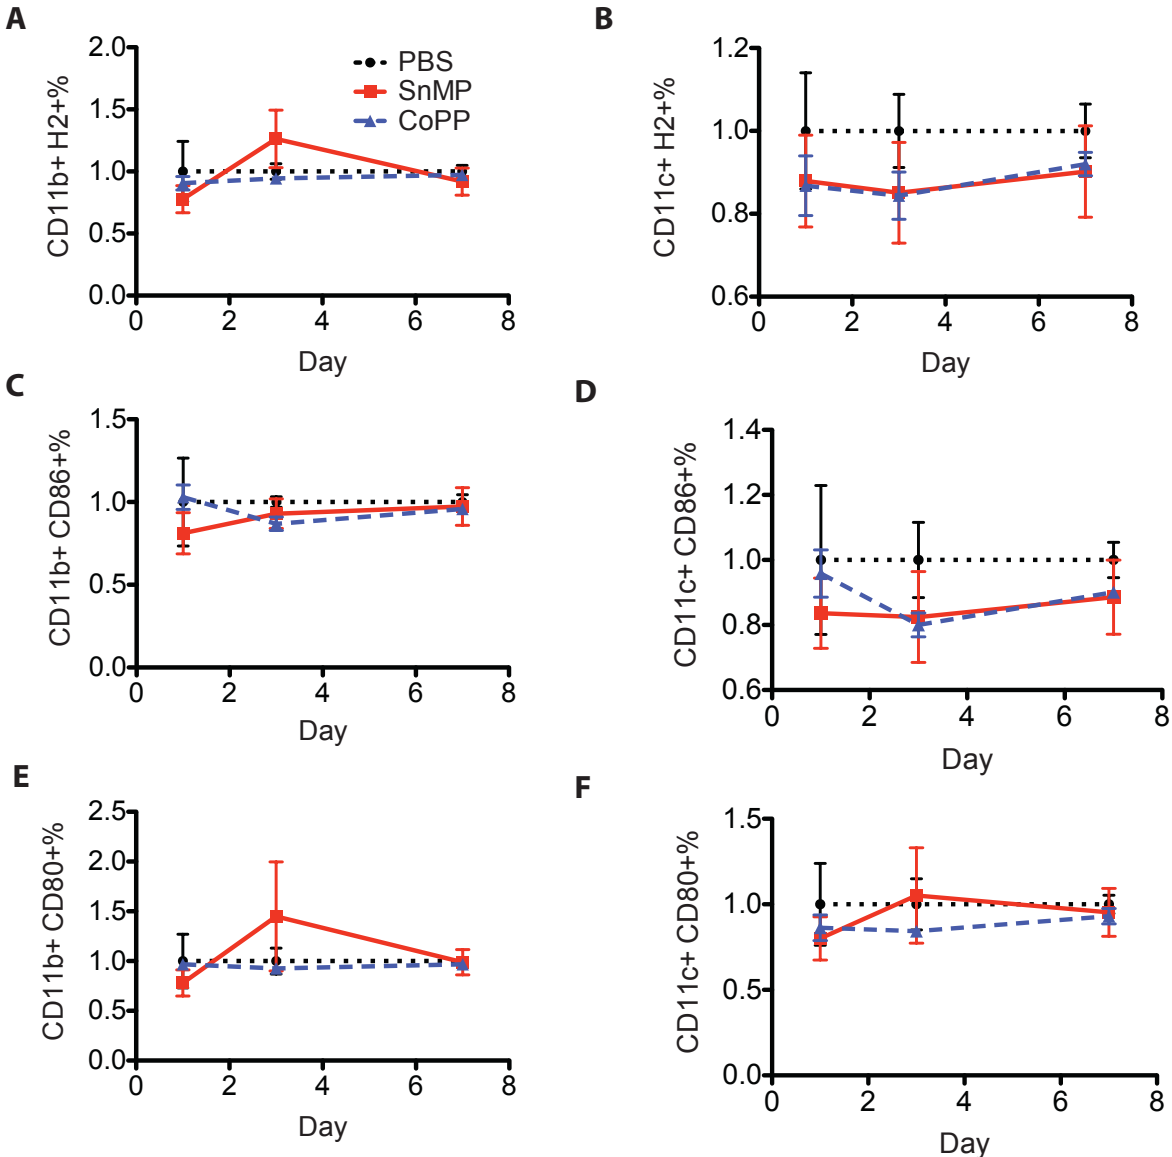 A
CD11b+ H2+%
2.0
1.5
1.0
0.5
0.0
PBS
SnMP
CoPP
0 2 4 6 8
Day
B
CD11c+ H2+%
1.2
1.0
0.8
0.6
0 2 4 6 8
Day
C
CD11b+ CD86+%
1.5
1.0
0.5
0.0
0 2 4 6 8
Day
D
CD11c+ CD86+%
1.4
1.2
1.0
0.8
0.6
0 2 4 6 8
Day
E
CD11b+ CD80+%
2.5
2.0
1.5
1.0
0.5
0.0
0 2 4 6 8
Day
F
CD11c+ CD80+%
1.5
1.0
0.5
0.0
0 2 4 6 8
Day